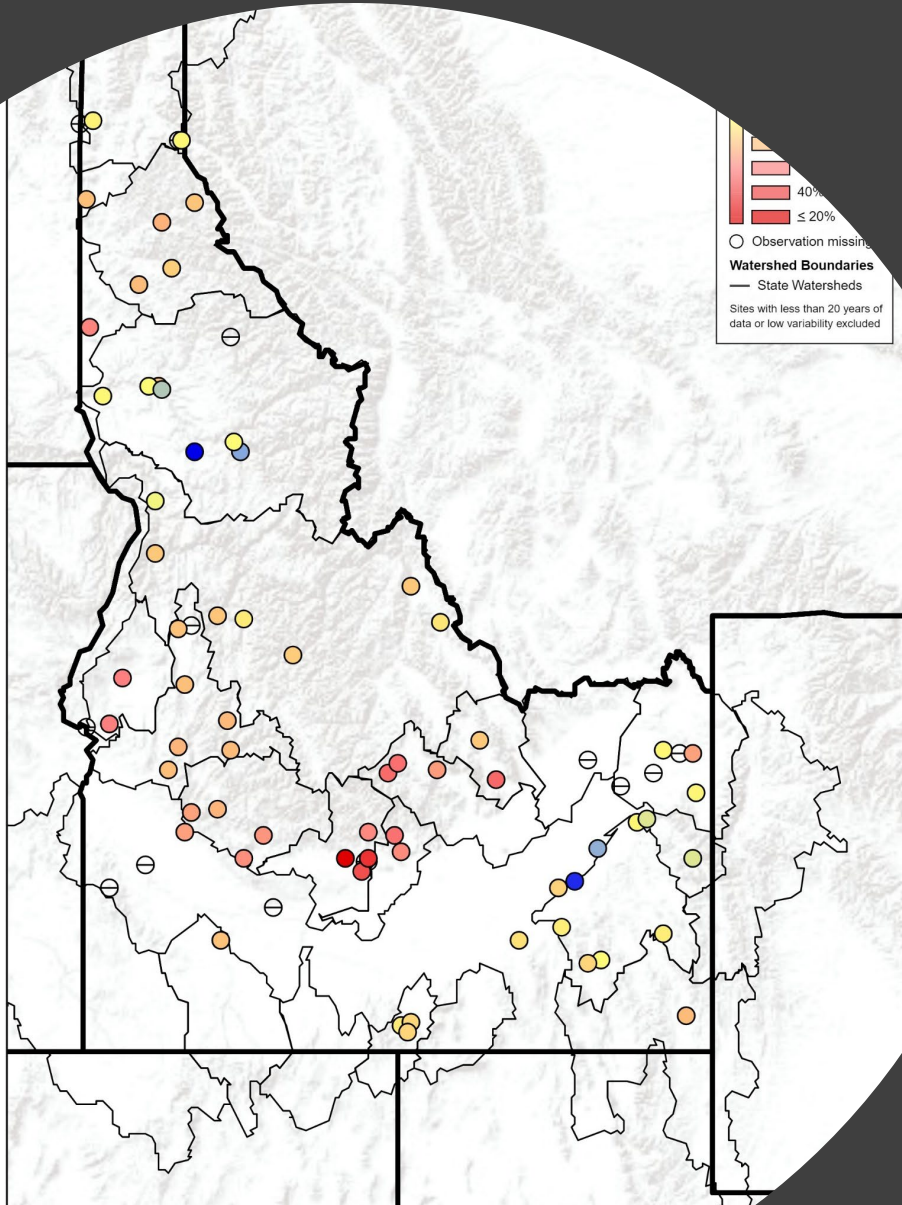 40%
≤ 20%
Observation missing
Watershed Boundaries
State Watersheds
Sites with less than 20 years of
data or low variability excluded